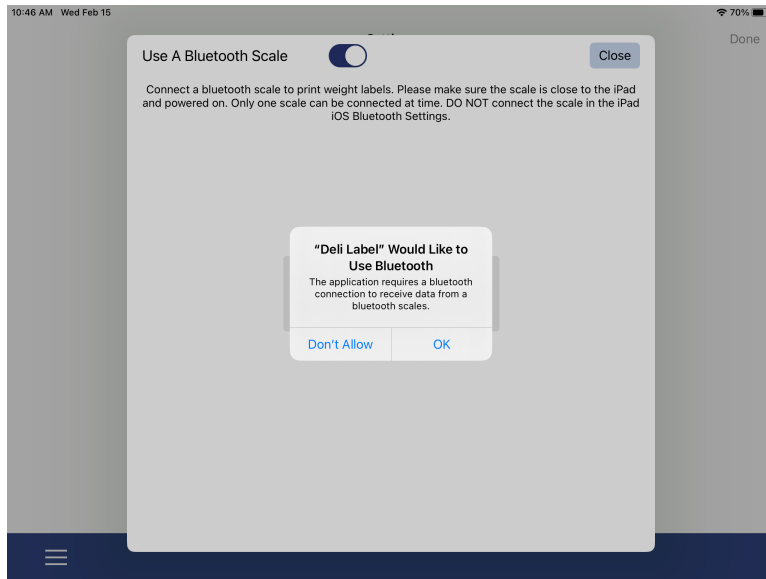 10:46 AM Wed Feb 15
70%
Done
Use A Bluetooth Scale
Close
Connect a bluetooth scale to print weight labels. Please make sure the scale is close to the iPad
and powered on. Only one scale can be connected at time. DO NOT connect the scale in the iPad
iOS Bluetooth Settings.
“Deli Label” Would Like to
Use Bluetooth
The application requires a bluetooth
connection to receive data from a
bluetooth scales.
Don’t Allow
OK